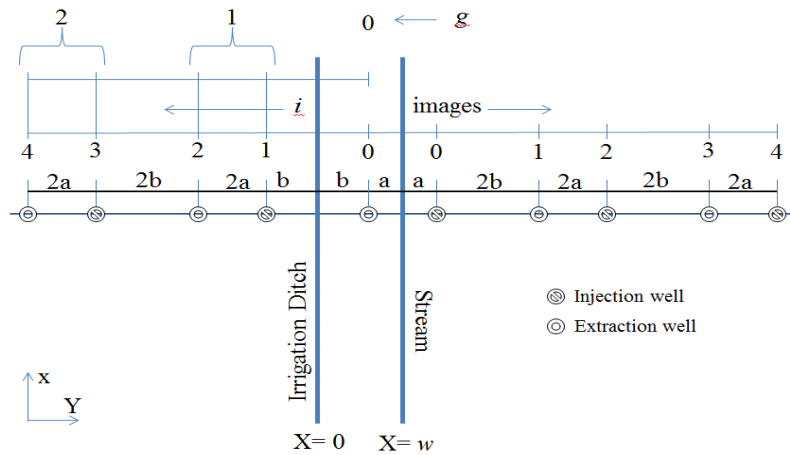 2 1 0 g
i images
4 3 2 1 0 0 1 2 3 4
2a 2b 2a b b a a 2b 2a 2b 2a
Irrigation Ditch
Stream
Injection well
Extraction well
x
Y
X= 0 X= w